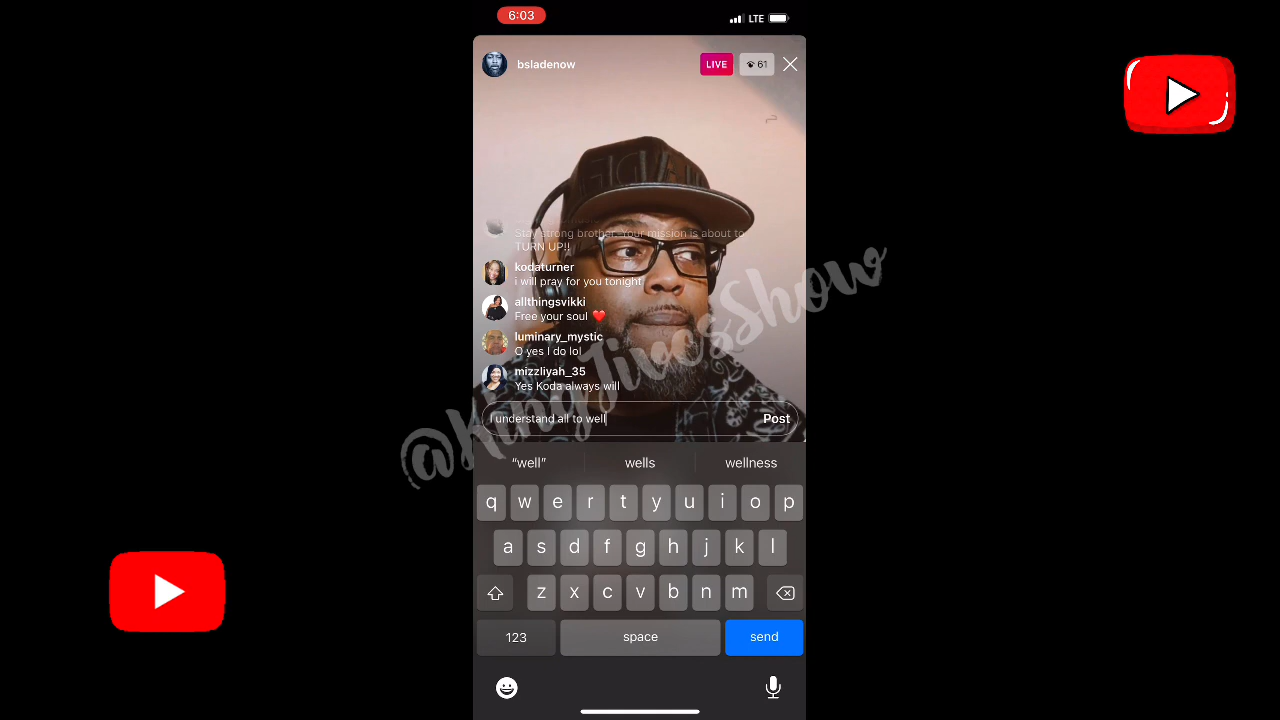 6:03
LTE
bsladenow
LIVE
61
Stay strong brother. Your mission is about to
TURN UP!!
kodaturner
i will pray for you tonight
allthingsvikki
Free your soul ❤️
luminary_mystic
O yes I do lol
mizzliyah_35
Yes Koda always will
I understand all to well
Post
@KingJivesShow
“well”
wells
wellness
q w e r t y u i o p
a s d f g h j k l
z x c v b n m
123
space
send